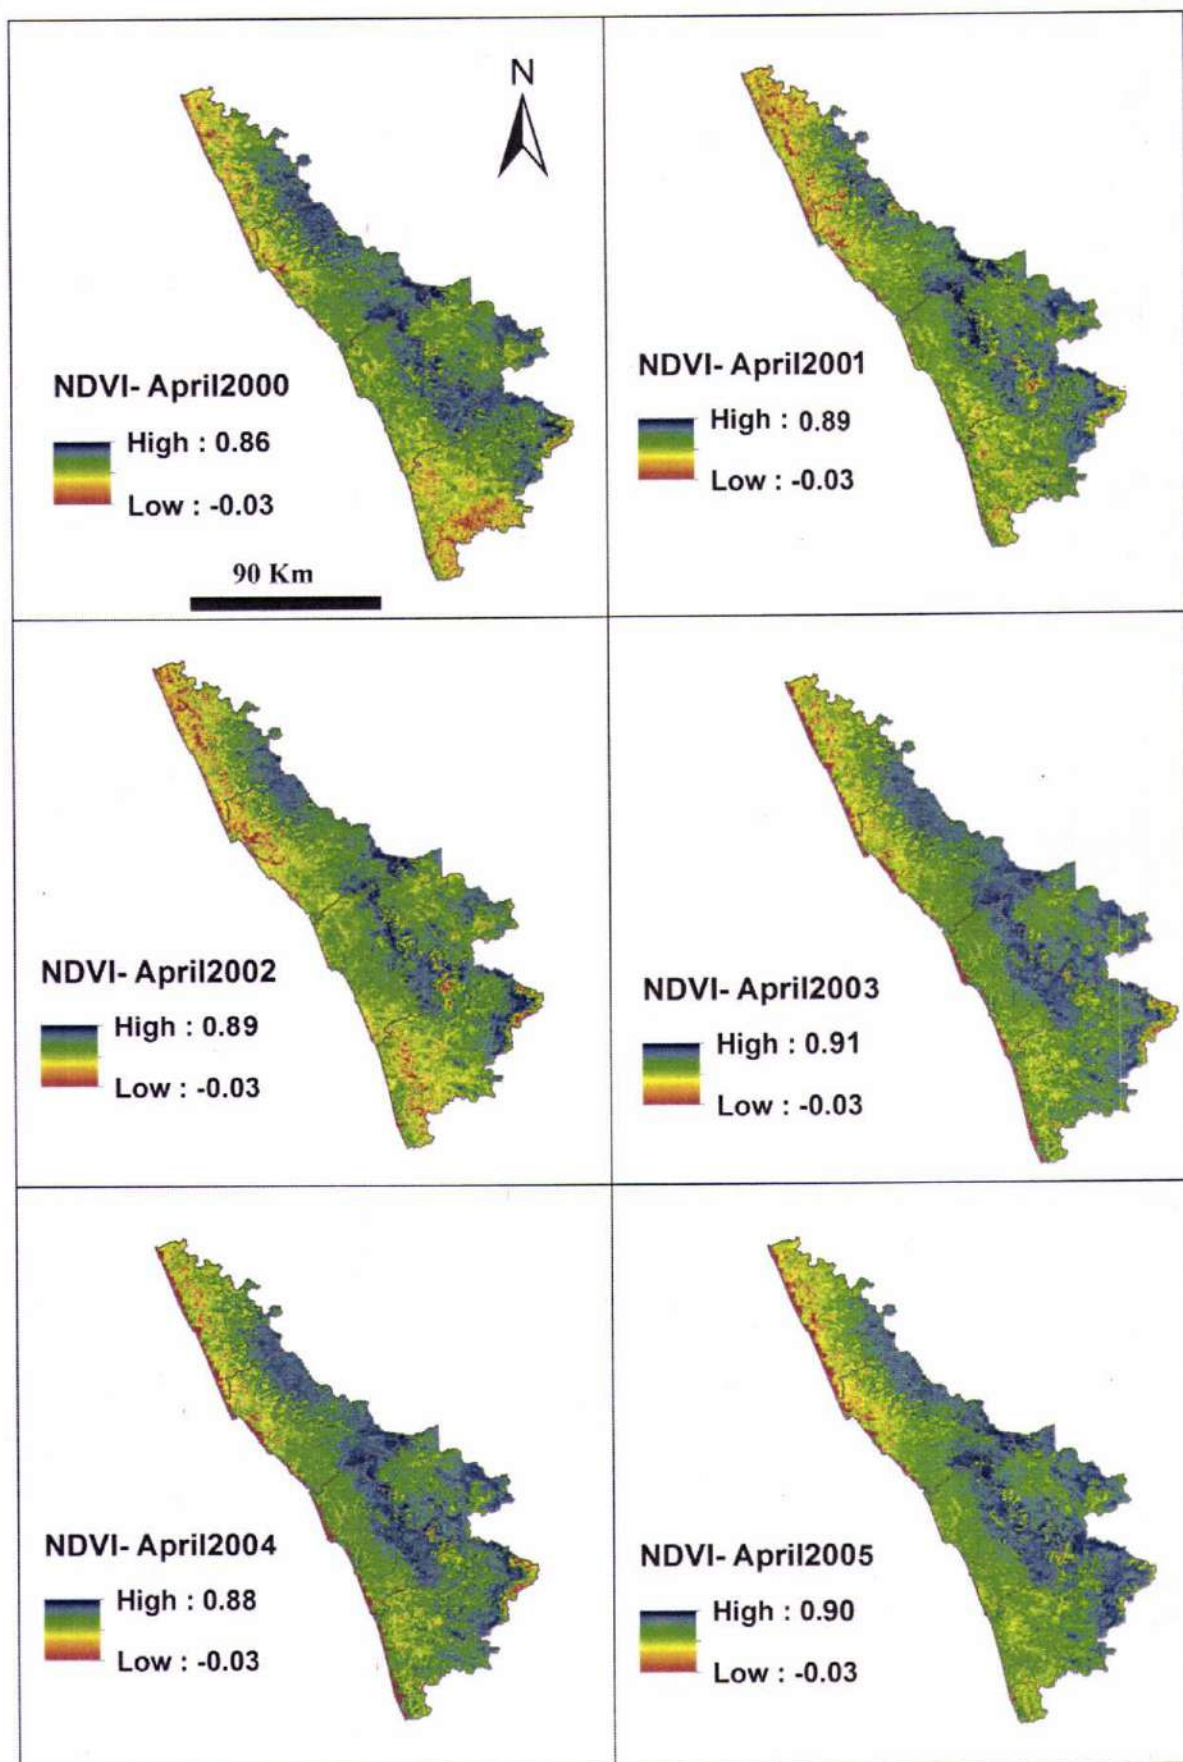 N
NDVI- April2000
High : 0.86
Low : -0.03
90 Km
NDVI- April2001
High : 0.89
Low : -0.03
NDVI- April2002
High : 0.89
Low : -0.03
NDVI- April2003
High : 0.91
Low : -0.03
NDVI- April2004
High : 0.88
Low : -0.03
NDVI- April2005
High : 0.90
Low : -0.03